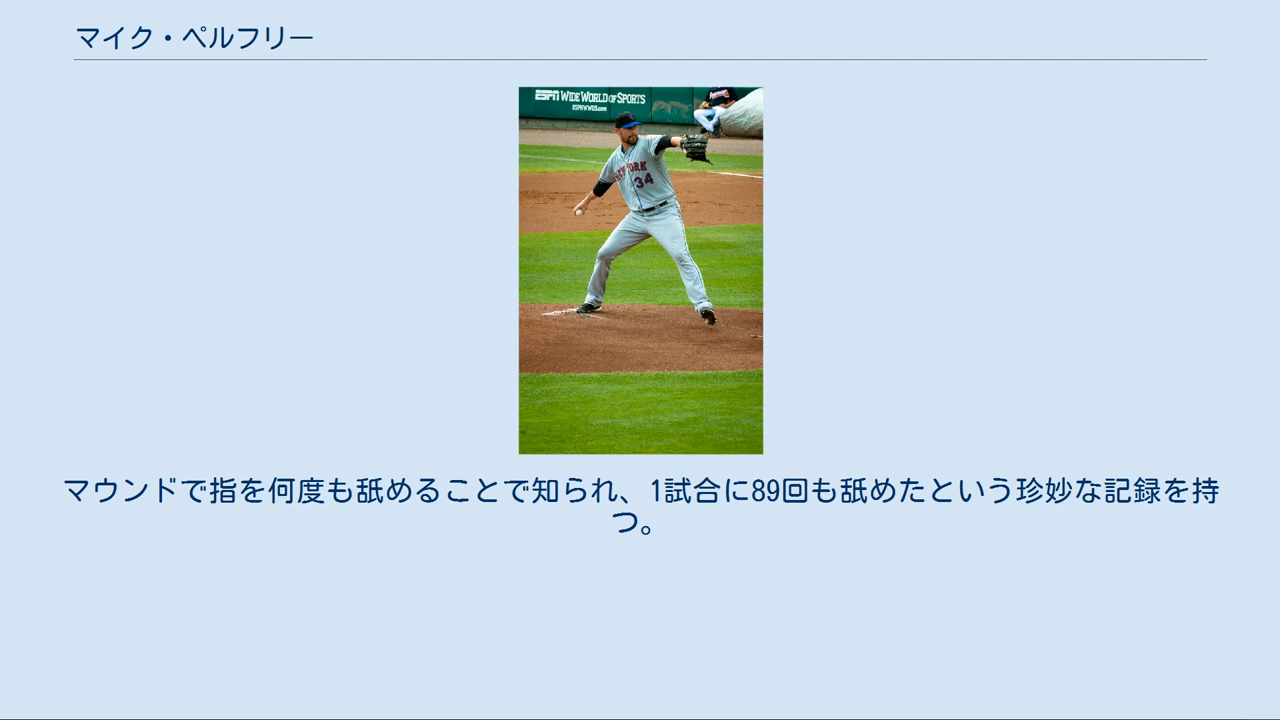 マイク・ペルフリー
ESPN WIDE WORLD OF SPORTS
ESPNWWOS.com
NEW YORK
34
マウンドで指を何度も舐めることで知られ、1試合に89回も舐めたという珍妙な記録を持
つ。